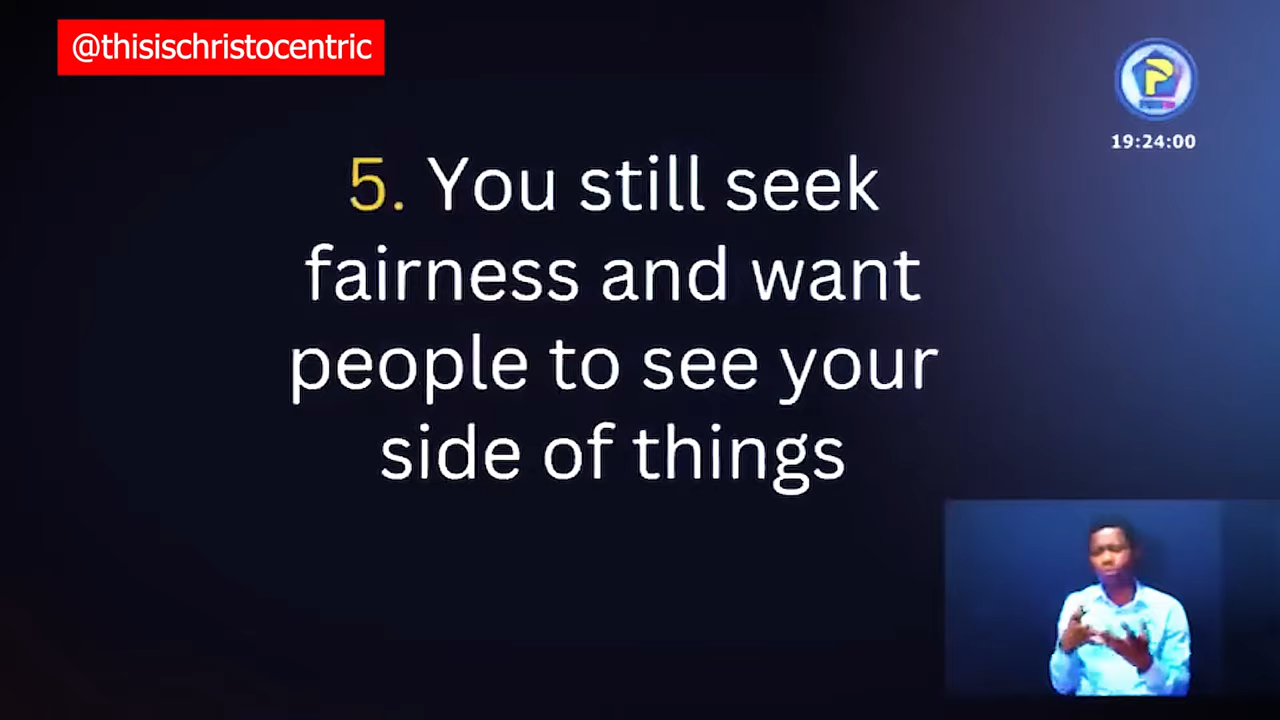 @thisischristocentric
P
19:24:00
5. You still seek
fairness and want
people to see your
side of things